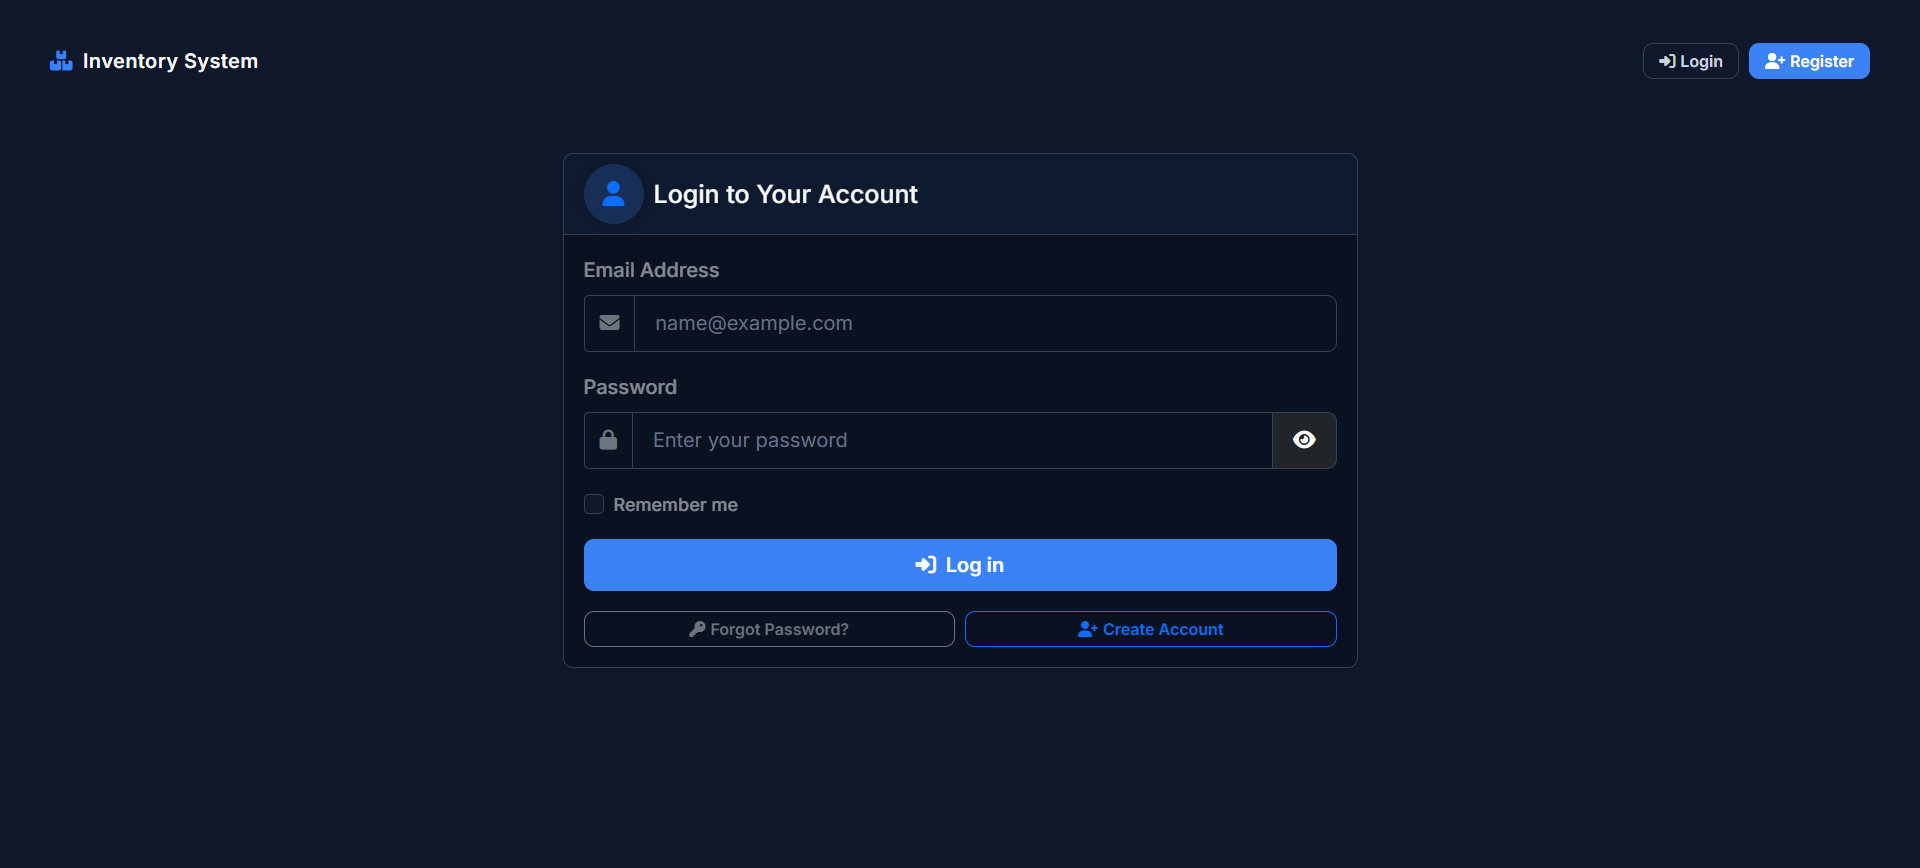 Inventory System
Login
Register
Login to Your Account
Email Address
name@example.com
Password
Enter your password
Remember me
Log in
Forgot Password?
Create Account